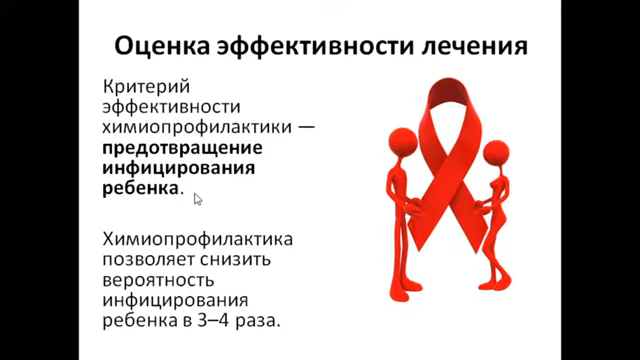 Оценка эффективности лечения
Критерий
эффективности
химиопрофилактики —
предотвращение
инфицирования
ребенка.
Химиопрофилактика
позволяет снизить
вероятность
инфицирования
ребенка в 3–4 раза.